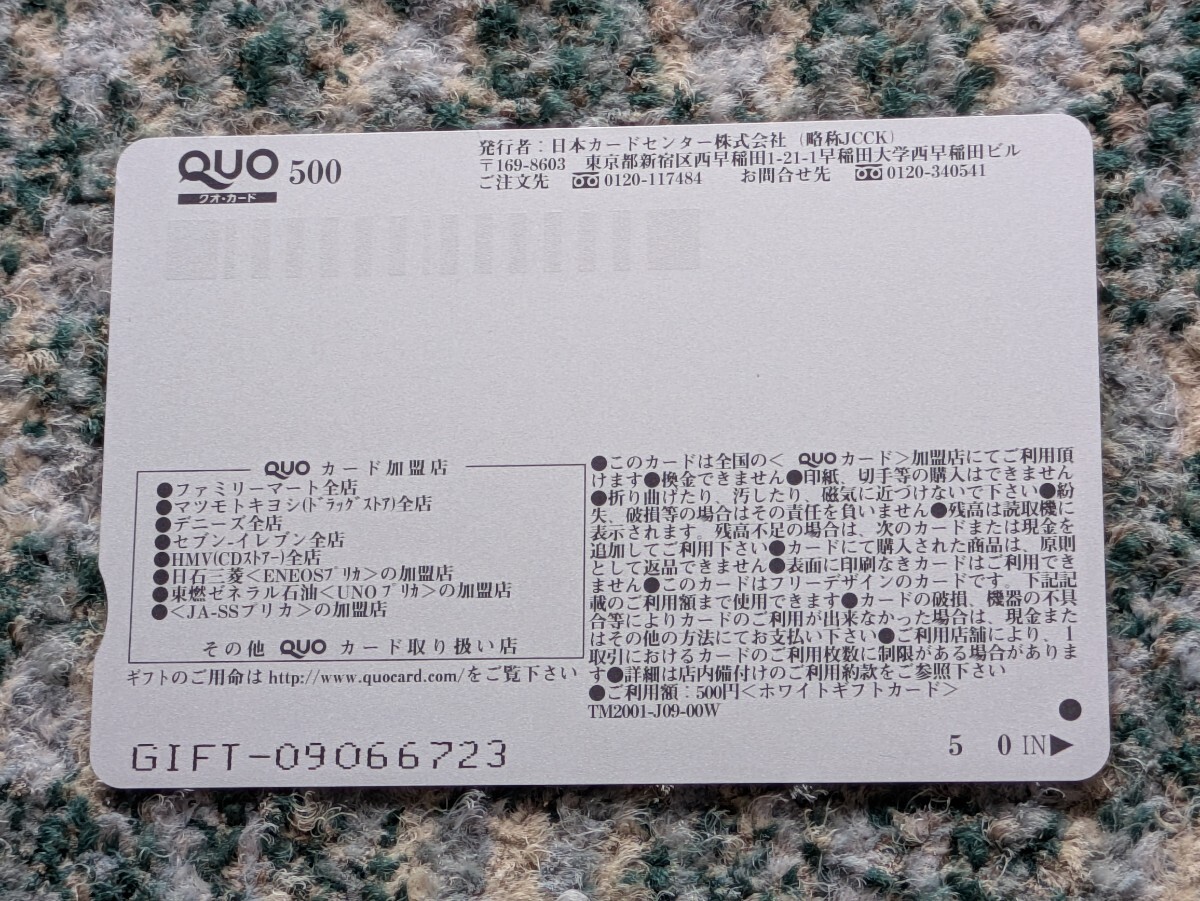 QUO 500
クオ・カード
発行者：日本カードセンター株式会社（略称JCCK）
〒169-8603 東京都新宿区西早稲田1-21-1早稲田大学西早稲田ビル
ご注文先 0120-117484 お問合せ先 0120-340541
QUO カード加盟店
●ファミリーマート全店
●マツモトキヨシ(ﾄﾞﾗｯｸﾞｽﾄｱ)全店
●デニーズ全店
●セブン-イレブン全店
●HMV(CDｽﾄｱｰ)全店
●日石三菱＜ENEOSﾌﾟﾘｶ＞の加盟店
●東燃ゼネラル石油＜UNOﾌﾟﾘｶ＞の加盟店
●＜JA-SSプリカ＞の加盟店
その他 QUO カード取り扱い店
ギフトのご用命は http://www.quocard.com/をご覧下さい
●このカードは全国の＜ QUO カード＞加盟店にてご利用頂
けます●換金できません●印紙、切手等の購入はできません
●折り曲げたり、汚したり、磁気に近づけないで下さい●紛
失、破損等の場合はその責任を負いません●残高は読取機に
表示されます。残高不足の場合は、次のカードまたは現金を
追加してご利用下さい●カードにて購入された商品は、原則
として返品できません●表面に印刷なきカードはご利用でき
ません●このカードはフリーデザインのカードです。下記記
載のご利用額まで使用できます●カードの破損、機器の不具
合等によりカードのご利用が出来なかった場合は、現金また
はその他の方法にてお支払い下さい●ご利用店舗により、1
取引におけるカードのご利用枚数に制限がある場合がありま
す●詳細は店内備付けのご利用約款をご参照下さい
●ご利用額：500円＜ホワイトギフトカード＞
TM2001-J09-00W
GIFT-09066723
5 0 IN▶